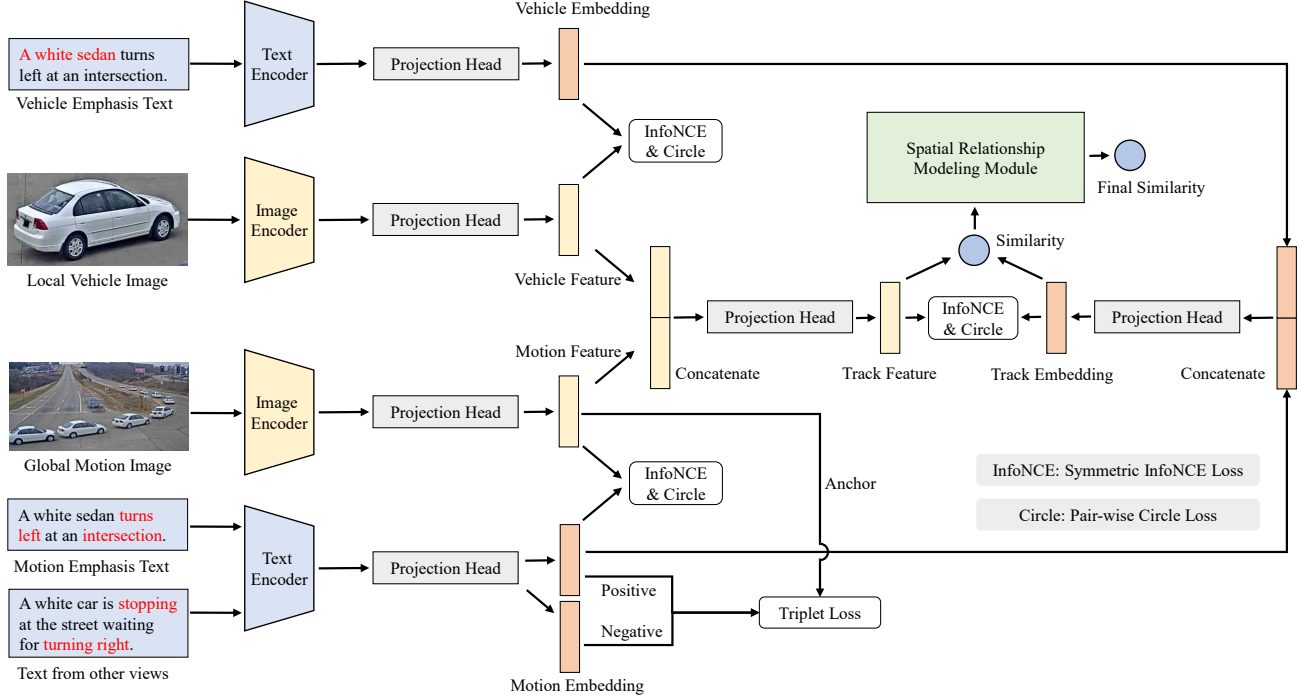 Vehicle Embedding
A white sedan turns
left at an intersection.
Vehicle Emphasis Text
Text
Encoder
Projection Head
InfoNCE
& Circle
Spatial Relationship
Modeling Module
Final Similarity
Local Vehicle Image
Image
Encoder
Projection Head
Vehicle Feature
Similarity
Motion Feature
Concatenate
Projection Head
Track Feature
InfoNCE
& Circle
Track Embedding
Projection Head
Concatenate
Global Motion Image
Image
Encoder
Projection Head
InfoNCE
& Circle
Anchor
InfoNCE: Symmetric InfoNCE Loss
Circle: Pair-wise Circle Loss
A white sedan turns
left at an intersection.
Motion Emphasis Text
A white car is stopping
at the street waiting
for turning right.
Text from other views
Text
Encoder
Projection Head
Positive
Negative
Triplet Loss
Motion Embedding